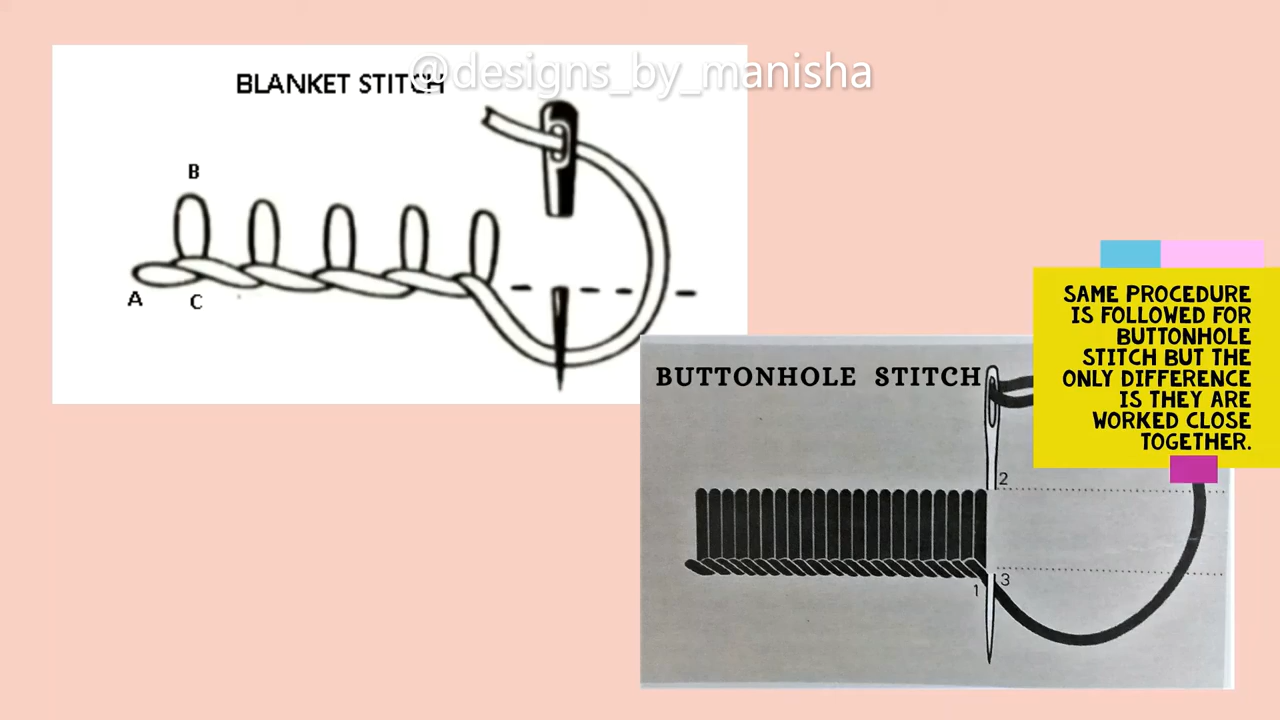 @designs_by_manisha
BLANKET STITCH
B
A
C
BUTTONHOLE STITCH
2
1
3
SAME PROCEDURE
IS FOLLOWED FOR
BUTTONHOLE
STITCH BUT THE
ONLY DIFFERENCE
IS THEY ARE
WORKED CLOSE
TOGETHER.